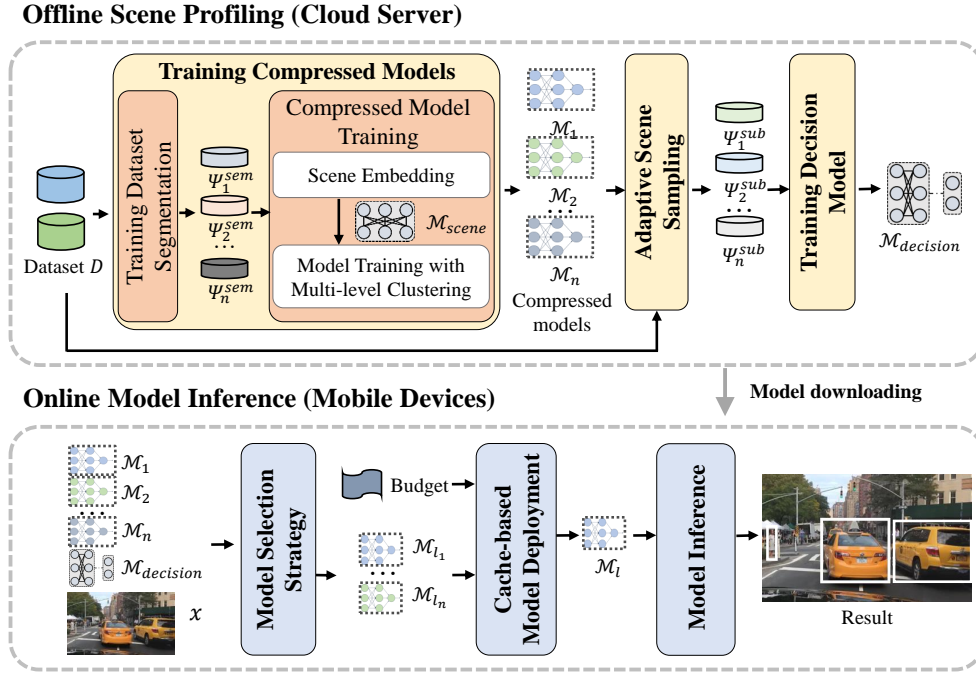 Offline Scene Profiling (Cloud Server)
Training Compressed Models
Training Dataset
Segmentation
Compressed Model
Training
Scene Embedding
ℳ_scene
Model Training with
Multi-level Clustering
Dataset D
Ψ_1^sem
Ψ_2^sem
...
Ψ_n^sem
ℳ_1
ℳ_2
...
ℳ_n
Compressed
models
Adaptive Scene
Sampling
Ψ_1^sub
Ψ_2^sub
...
Ψ_n^sub
Training Decision
Model
ℳ_decision
Model downloading
Online Model Inference (Mobile Devices)
ℳ_1
ℳ_2
...
ℳ_n
ℳ_decision
x
Model Selection
Strategy
Budget
ℳ_l_1
...
ℳ_l_n
Cache-based
Model Deployment
ℳ_l
Model Inference
Result